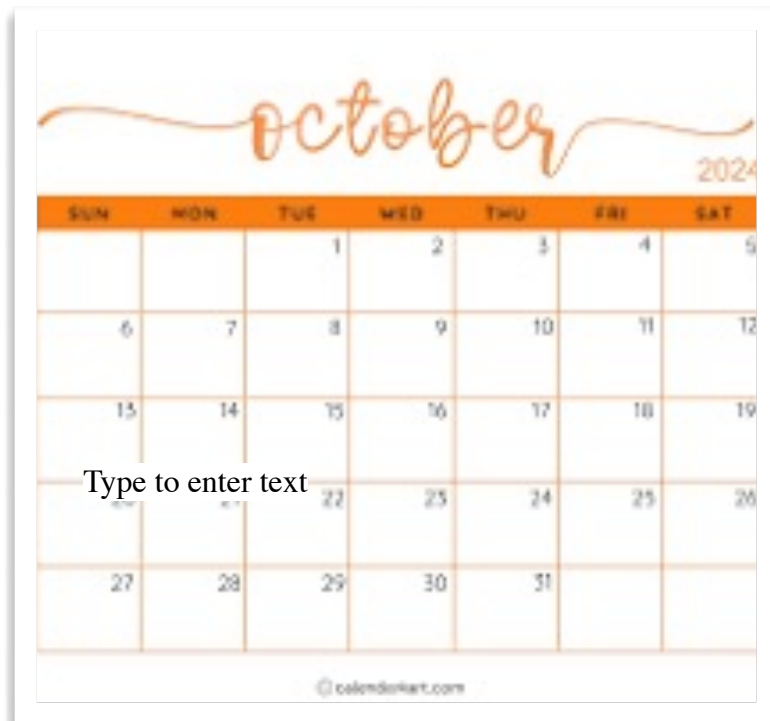 october
2024
SUN MON TUE WED THU FRI SAT
1 2 3 4 5
6 7 8 9 10 11 12
13 14 15 16 17 18 19
Type to enter text
22 23 24 25 26
27 28 29 30 31
©calendarkart.com